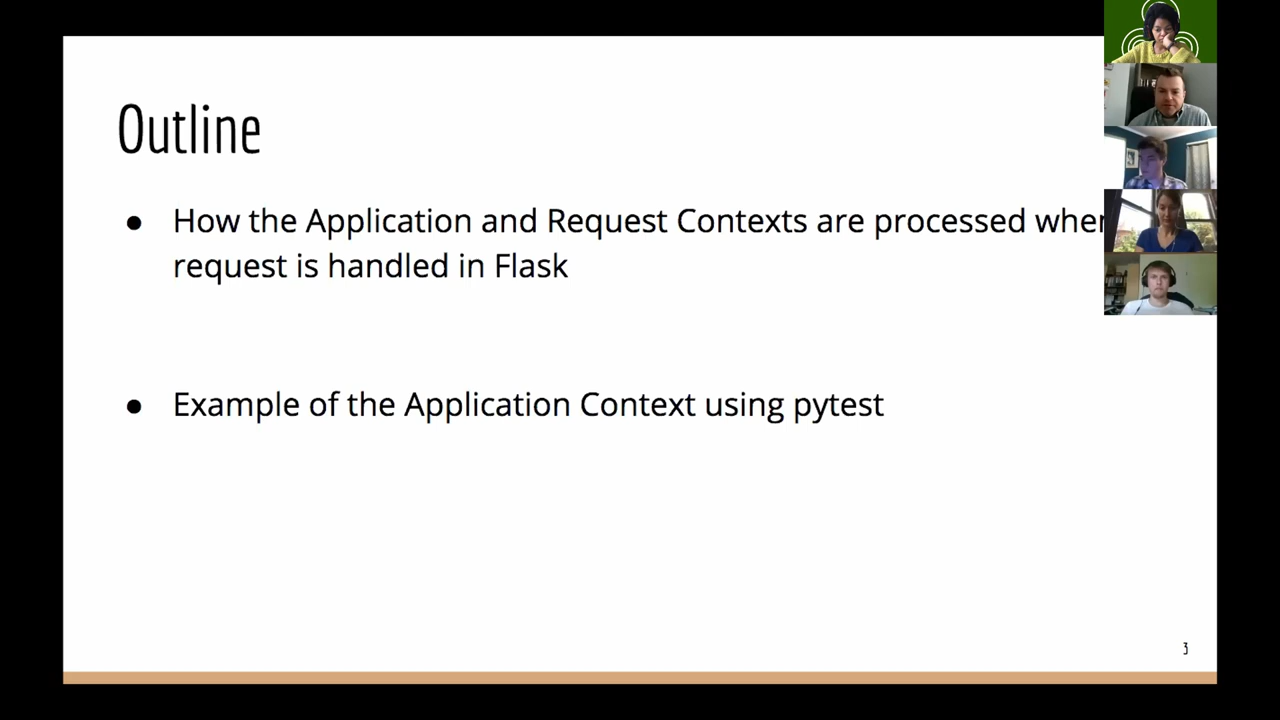 Outline
● How the Application and Request Contexts are processed
request is handled in Flask
● Example of the Application Context using pytest
3